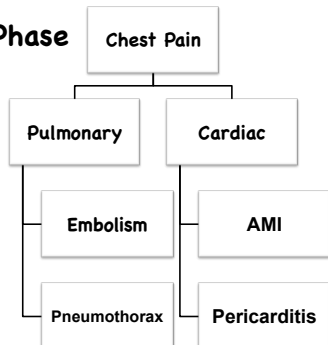 Phase
Chest Pain
Pulmonary
Cardiac
Embolism
AMI
Pneumothorax
Pericarditis